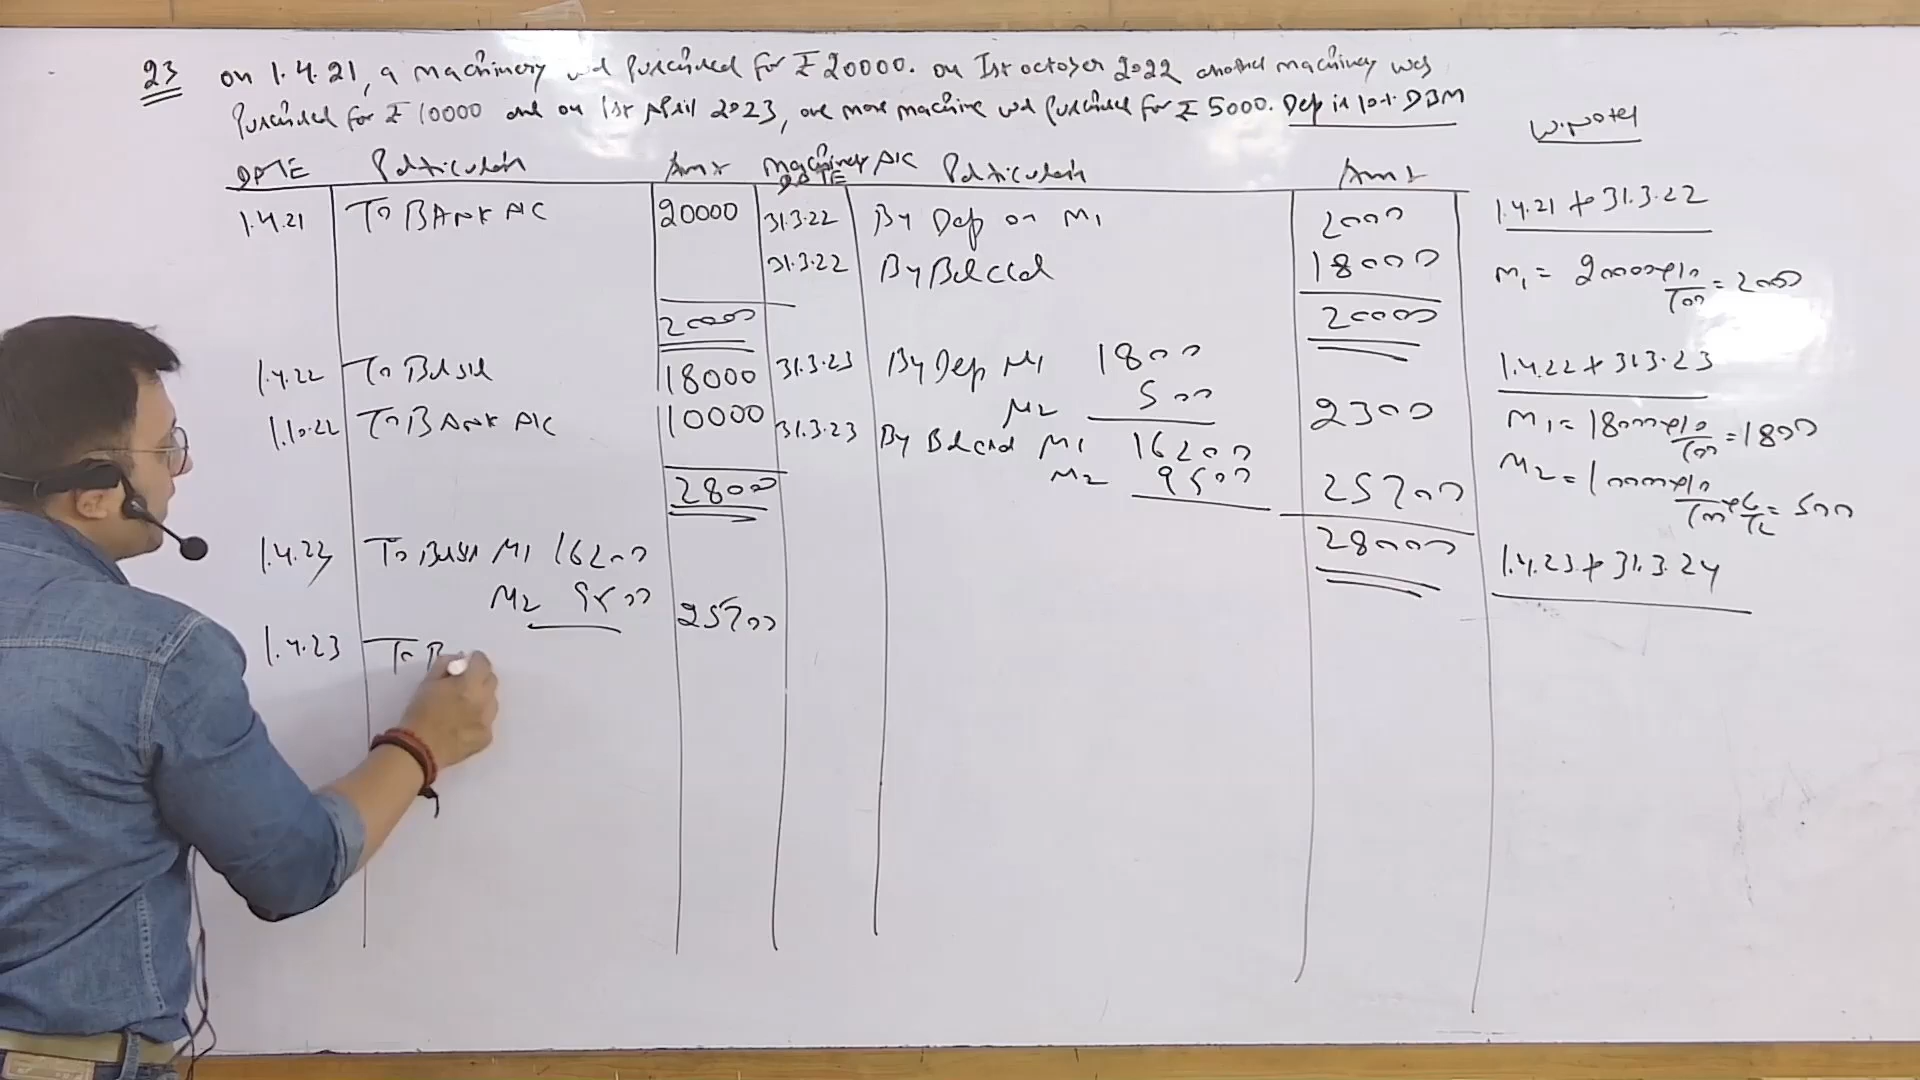 23 on 1.4.21, a machinery wd purchased for ₹ 20000. on Ist october 2022 another machinery was
purchased for ₹ 10000 and on 1st April 2023, one more machine wd purchased for ₹ 5000. Dep is 10% DBM
W.Notes
Machinery A/C
DATE Particulars Amt DATE Particulars Amt
1.4.21 To BANK A/C 20000 31.3.22 By Dep on M1 2000
31.3.22 By Bal c/d 18000
20000 20000
1.4.22 To Bal b/d 18000 31.3.23 By Dep M1 1800
M2 500 2300
1.10.22 To BANK A/C 10000 31.3.23 By Bal c/d M1 16200
M2 9500 25700
28000 28000
1.4.23 To Bal b/d M1 16200
M2 9500 25700
1.4.23 To B
1.4.21 to 31.3.22
M1 = 20000×10/100 = 2000
1.4.22 to 31.3.23
M1 = 18000×10/100 = 1800
M2 = 10000×10/100×6/12 = 500
1.4.23 to 31.3.24